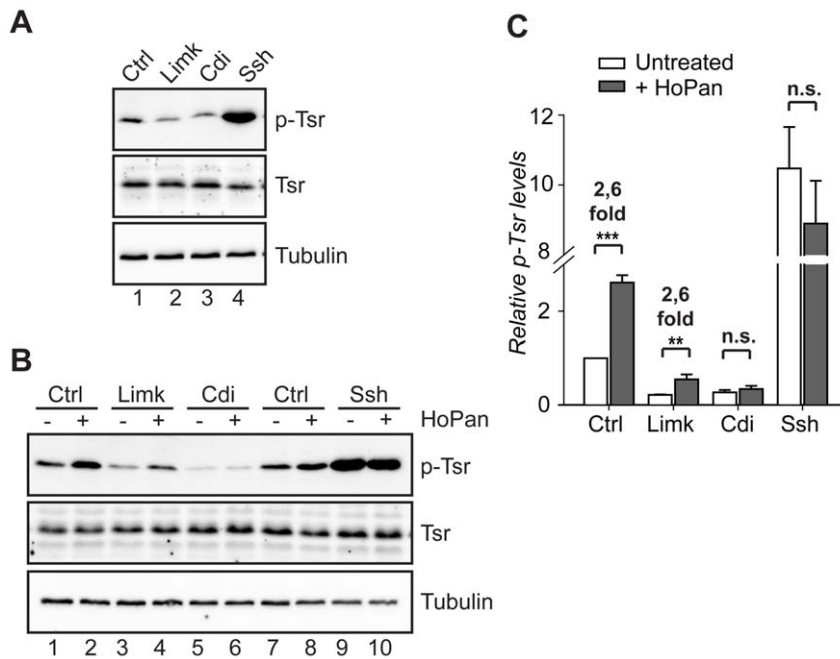 A
Ctrl Limk Cdi Ssh
p-Tsr
Tsr
Tubulin
1 2 3 4
B
Ctrl Limk Cdi Ctrl Ssh
- + - + - + - + - + HoPan
p-Tsr
Tsr
Tubulin
1 2 3 4 5 6 7 8 9 10
C
Untreated
+ HoPan
Relative p-Tsr levels
12
10
8
2
0
2,6
fold
***
2,6
fold
**
n.s.
n.s.
Ctrl Limk Cdi Ssh